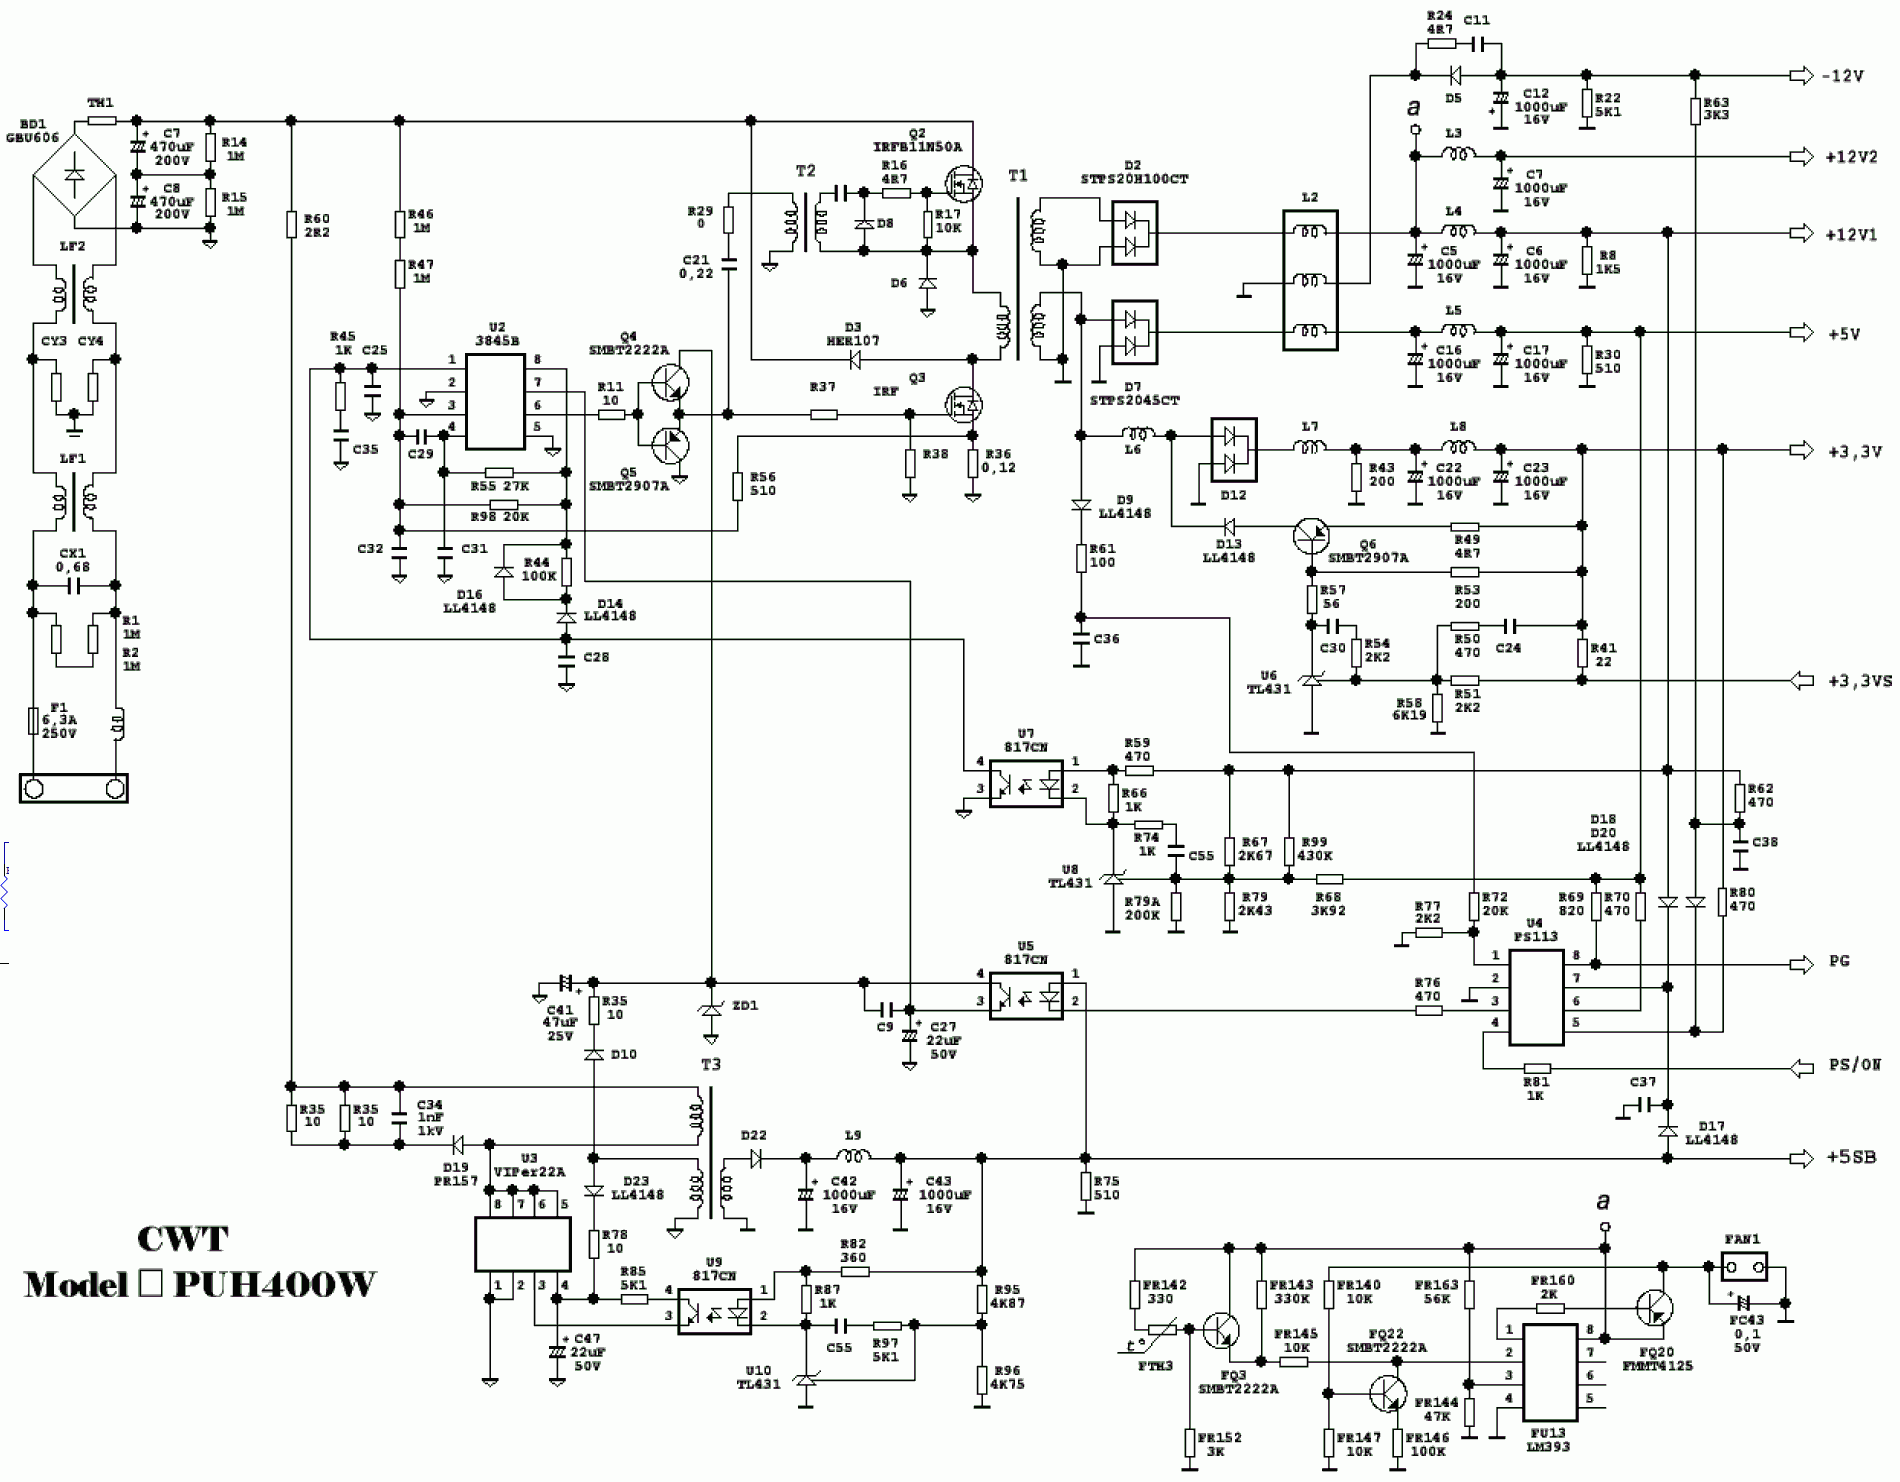 R24
4R7
C11
-12V
D5
C12
1000uF
16V
R22
5K1
R63
3K3
a
L3
+12V2
C7
1000uF
16V
L4
+12V1
C5
1000uF
16V
C6
1000uF
16V
R8
1K5
L5
+5V
C16
1000uF
16V
C17
1000uF
16V
R30
510
TH1
BD1
GBU606
C7
470uF
200V
R14
1M
C8
470uF
200V
R15
1M
LF2
CY3 CY4
LF1
CX1
0,68
R1
1M
R2
1M
F1
6,3A
250V
R60
2R2
R46
1M
R47
1M
R45
1K
C25
C35
U2
3845B
1
2
3
4
8
7
6
5
C29
R55 27K
R98 20K
C32
C31
R44
100K
D16
LL4148
D14
LL4148
C28
Q4
SMBT2222A
R11
10
Q5
SMBT2907A
R29
0
C21
0,22
T2
R16
4R7
D8
R17
10K
D6
Q2
IRFB11N50A
T1
D3
HER107
R37
IRF
Q3
R38
R36
0,12
R56
510
D2
STPS20H100CT
L2
D7
STPS2045CT
L6
D12
L7
R43
200
C22
1000uF
16V
L8
C23
1000uF
16V
+3,3V
D9
LL4148
R61
100
C36
D13
LL4148
Q6
SMBT2907A
R49
4R7
R53
200
R57
56
C30
R54
2K2
R50
470
C24
R41
22
U6
TL431
R58
6K19
R51
2K2
+3,3VS
U7
817CN
4
3
1
2
R59
470
R66
1K
R74
1K
C55
U8
TL431
R79A
200K
R67
2K67
R79
2K43
R99
430K
R68
3K92
R62
470
C38
D18
D20
LL4148
R77
2K2
R72
20K
R69
820
R70
470
R80
470
U4
PS113
1
2
3
4
8
7
6
5
PG
R76
470
PS/ON
R81
1K
C37
D17
LL4148
+5SB
U5
817CN
4
3
1
2
C41
47uF
25V
R35
10
D10
ZD1
C9
C27
22uF
50V
T3
R35
10
R35
10
C34
1nF
1kV
D19
PR157
U3
VIPer22A
8
7
6
5
1
2
3
4
D23
LL4148
R78
10
D22
L9
C42
1000uF
16V
C43
1000uF
16V
R75
510
R85
5K1
U9
817CN
4
3
1
2
R82
360
R87
1K
R95
4K87
C55
R97
5K1
C47
22uF
50V
U10
TL431
R96
4K75
CWT
Model □ PUH400W
a
FAN1
FR142
330
FR143
330K
FR140
10K
FR163
56K
FR160
2K
FC43
0,1
50V
t°
FTH3
FQ3
SMBT2222A
FR145
10K
FQ22
SMBT2222A
1
2
3
4
8
7
6
5
FQ20
FMMT4125
FR144
47K
FR152
3K
FR147
10K
FR146
100K
FU13
LM393